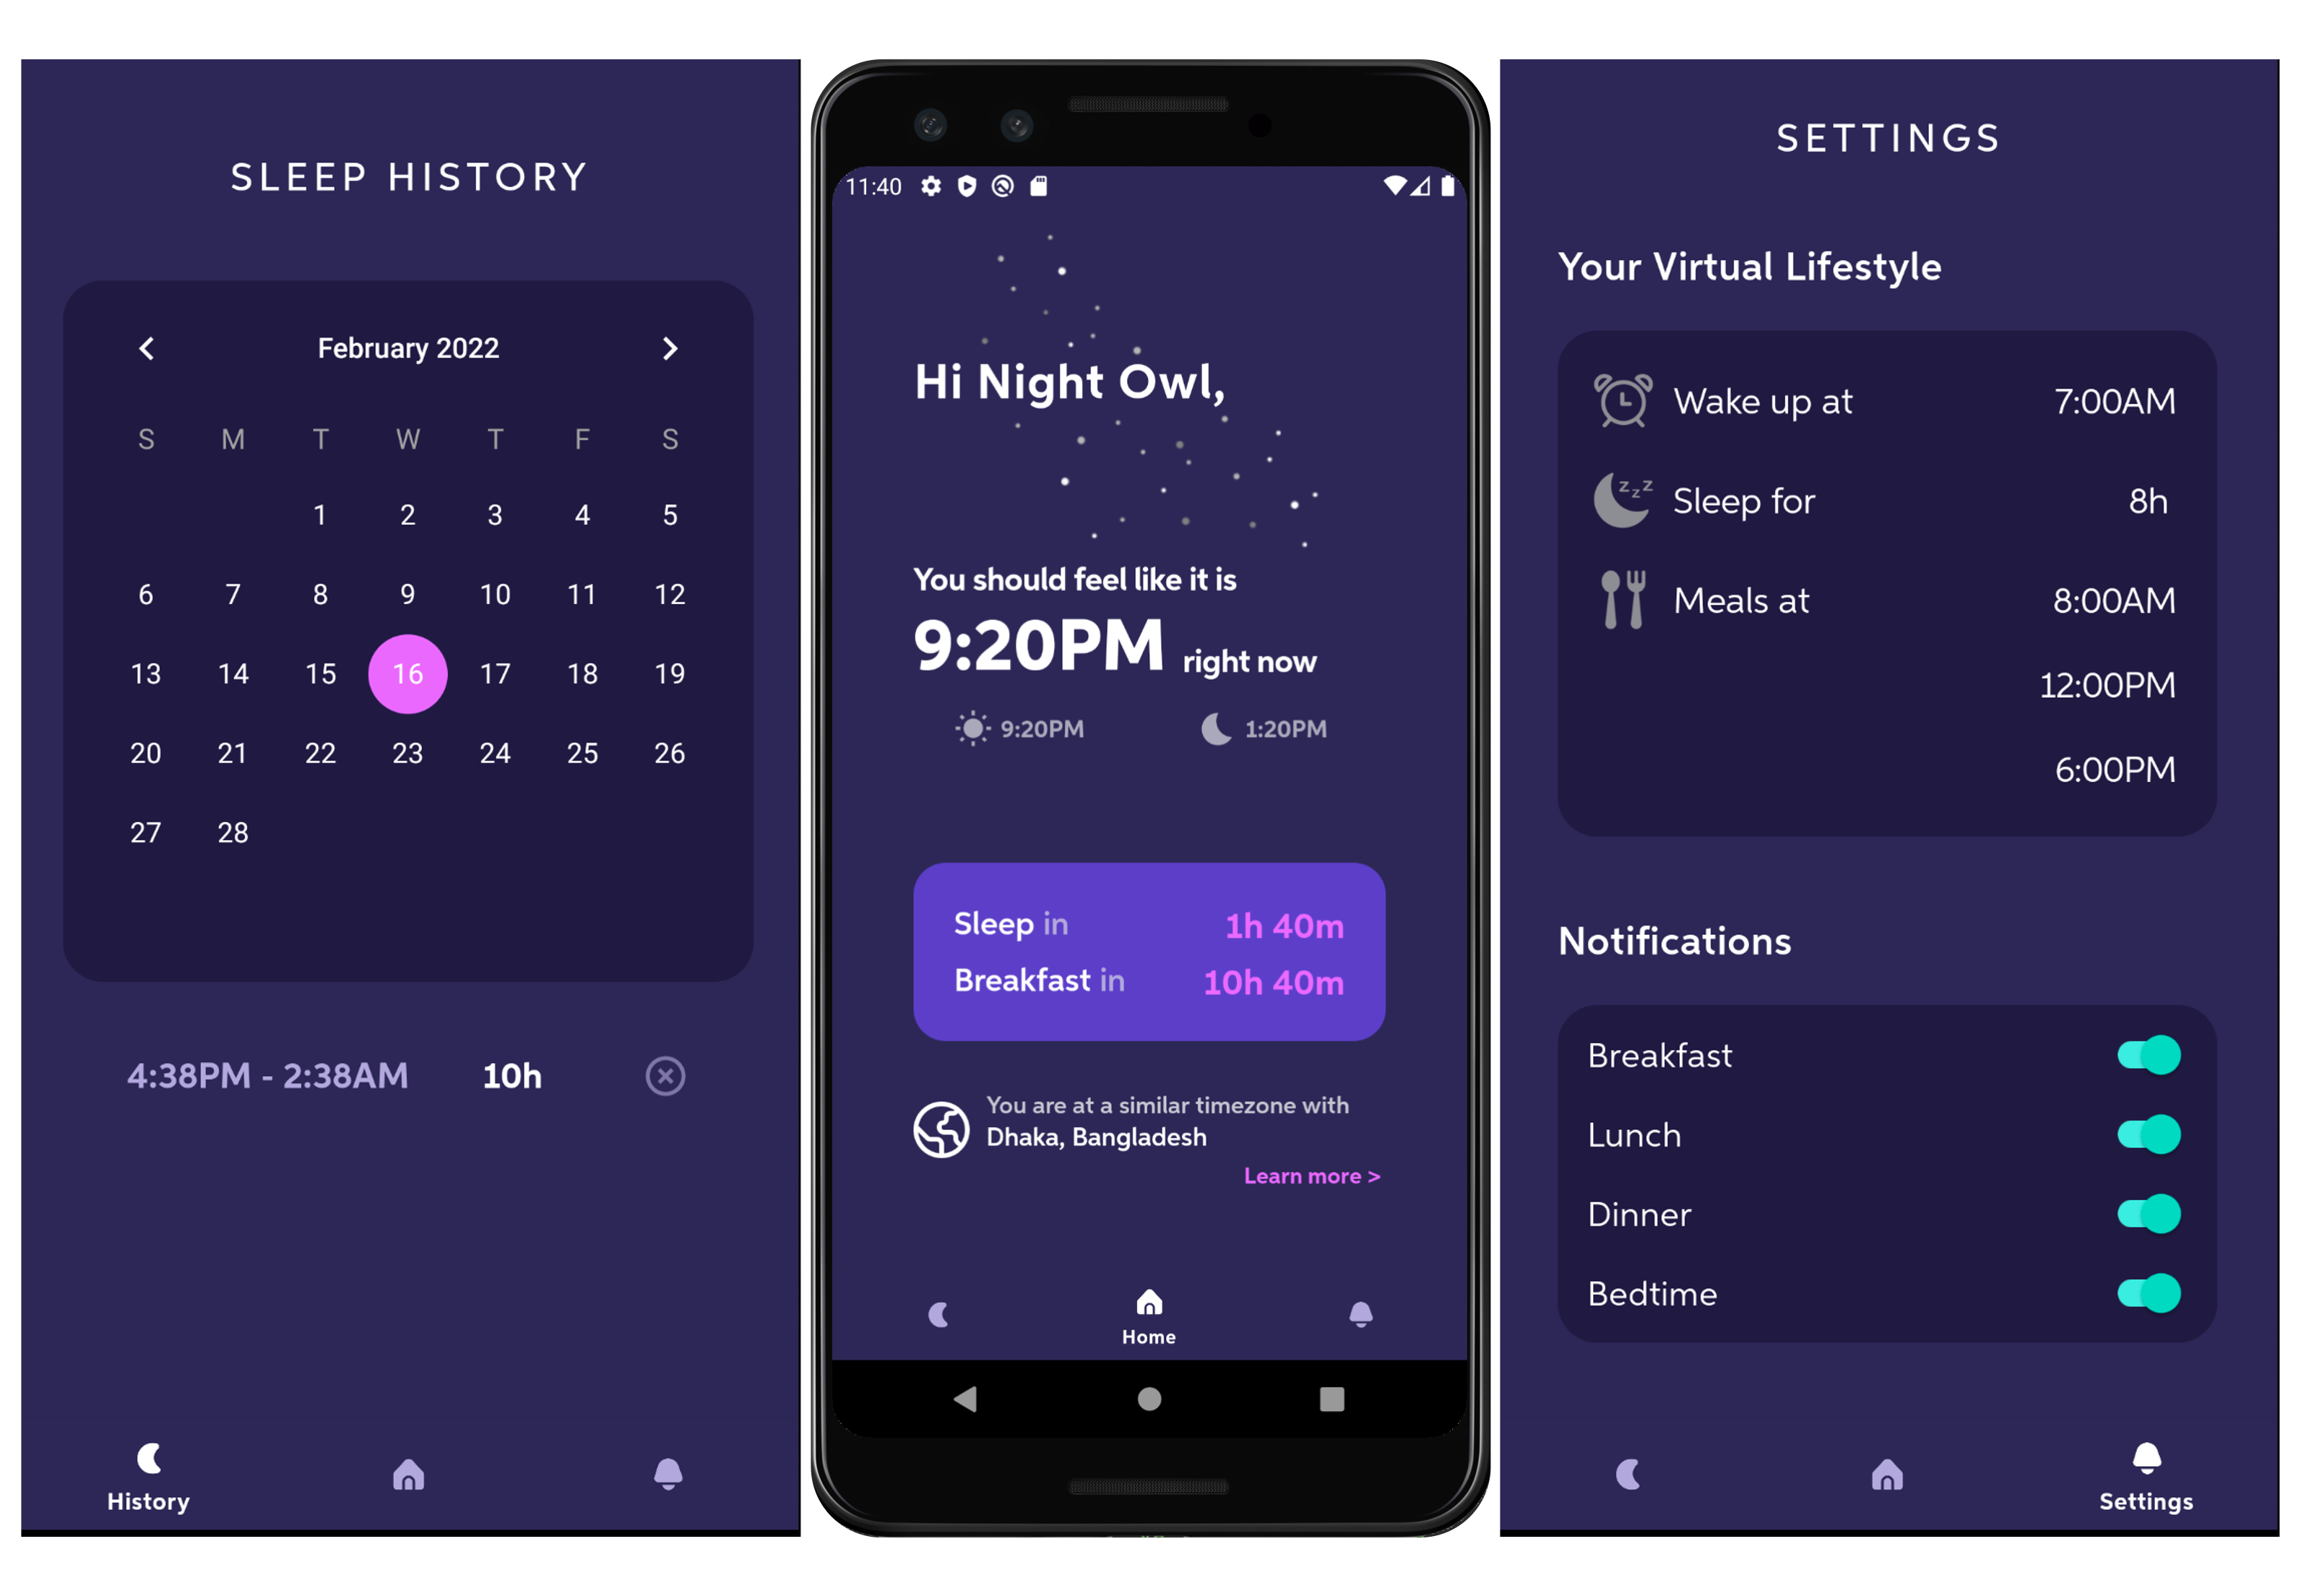 SLEEP HISTORY
February 2022
S M T W T F S
1 2 3 4 5
6 7 8 9 10 11 12
13 14 15 16 17 18 19
20 21 22 23 24 25 26
27 28
4:38PM - 2:38AM 10h
History
11:40
Hi Night Owl,
You should feel like it is
9:20PM right now
9:20PM 1:20PM
Sleep in 1h 40m
Breakfast in 10h 40m
You are at a similar timezone with
Dhaka, Bangladesh
Learn more >
Home
SETTINGS
Your Virtual Lifestyle
Wake up at 7:00AM
zzz
Sleep for 8h
Meals at 8:00AM
12:00PM
6:00PM
Notifications
Breakfast
Lunch
Dinner
Bedtime
Settings